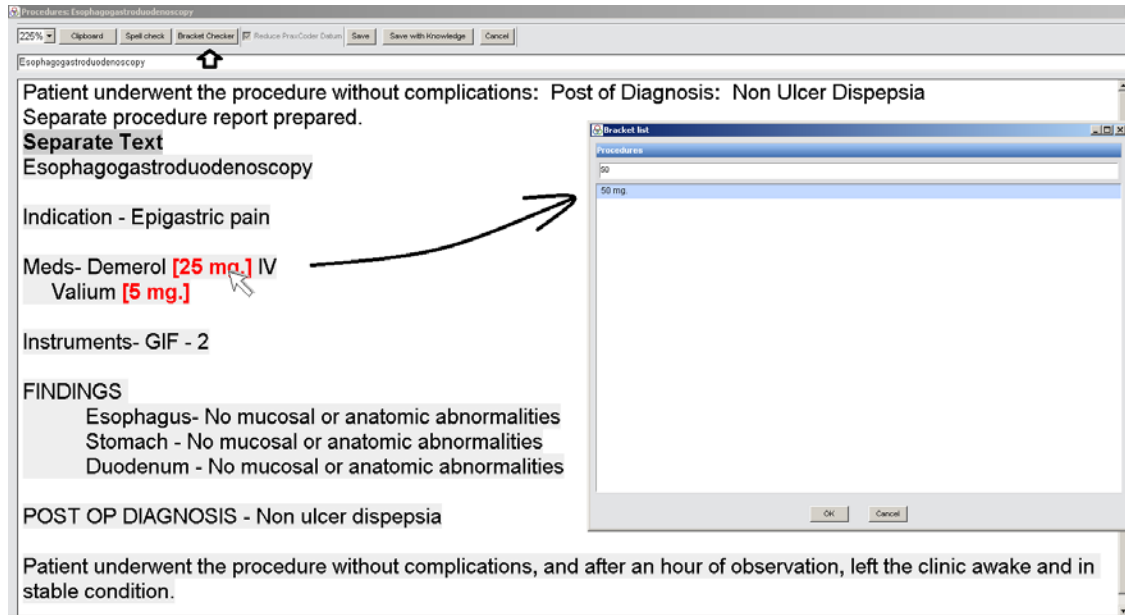 Procedures: Esophagogastroduodenoscopy
225% Clipboard Spell check Bracket Checker Reduce PraxCoder Datum Save Save with Knowledge Cancel
Esophagogastroduodenoscopy
Patient underwent the procedure without complications: Post of Diagnosis: Non Ulcer Dispepsia
Separate procedure report prepared.
Separate Text
Esophagogastroduodenoscopy
Indication - Epigastric pain
Meds- Demerol [25 mg.] IV
Valium [5 mg.]
Instruments- GIF - 2
FINDINGS
Esophagus- No mucosal or anatomic abnormalities
Stomach - No mucosal or anatomic abnormalities
Duodenum - No mucosal or anatomic abnormalities
POST OP DIAGNOSIS - Non ulcer dispepsia
Patient underwent the procedure without complications, and after an hour of observation, left the clinic awake and in
stable condition.
Bracket list
Procedures
50
50 mg.
OK Cancel